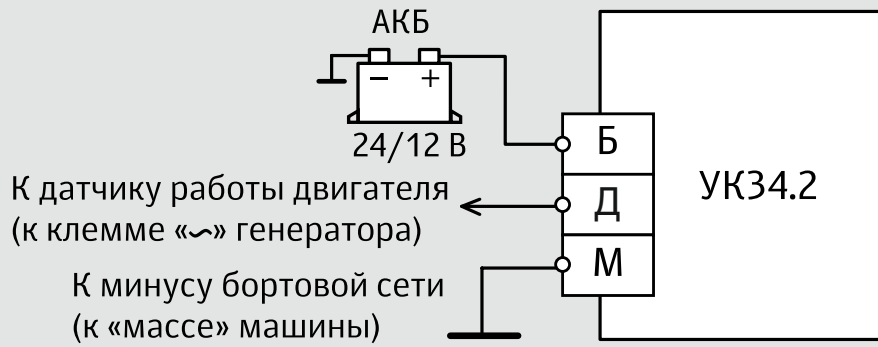 АКБ
− +
24/12 В
Б
К датчику работы двигателя
(к клемме «∽» генератора)
Д
УК34.2
М
К минусу бортовой сети
(к «массе» машины)